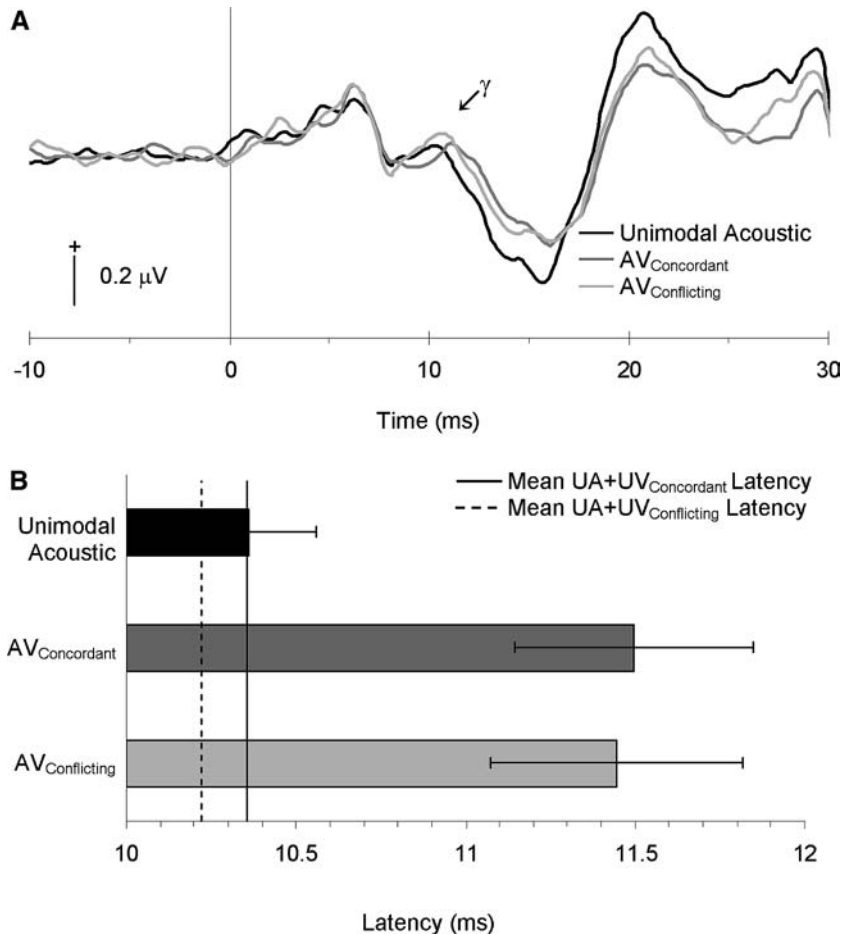 A
γ
+
0.2 μV
Unimodal Acoustic
AVConcordant
AVConflicting
-10 0 10 20 30
Time (ms)
B
Mean UA+UVConcordant Latency
Mean UA+UVConflicting Latency
Unimodal
Acoustic
AVConcordant
AVConflicting
10 10.5 11 11.5 12
Latency (ms)